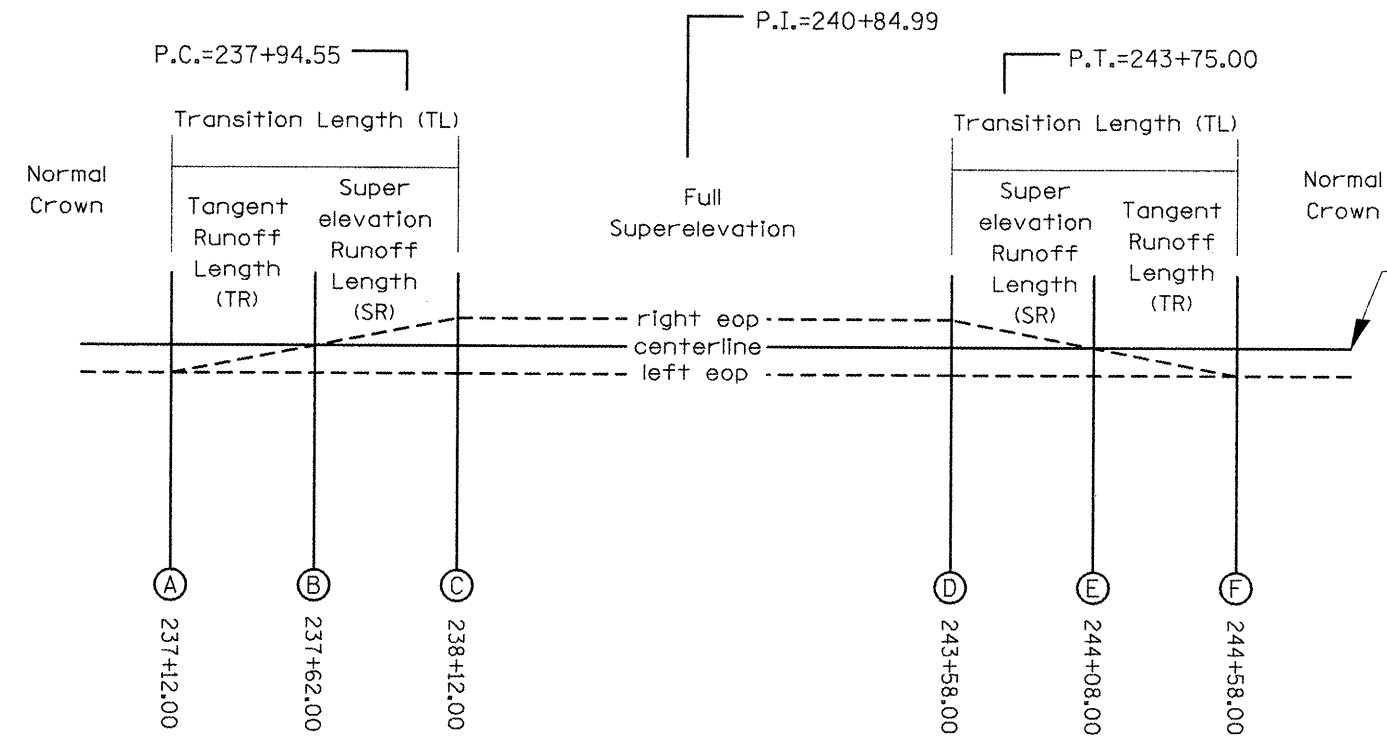 P.I.=240+84.99
P.C.=237+94.55
P.T.=243+75.00
Transition Length (TL)
Transition Length (TL)
Normal
Crown
Tangent
Runoff
Length
(TR)
Super
elevation
Runoff
Length
(SR)
Full
Superelevation
Super
elevation
Runoff
Length
(SR)
Tangent
Runoff
Length
(TR)
Normal
Crown
right eop
centerline
left eop
A
B
C
D
E
F
237+12.00
237+62.00
238+12.00
243+58.00
244+08.00
244+58.00